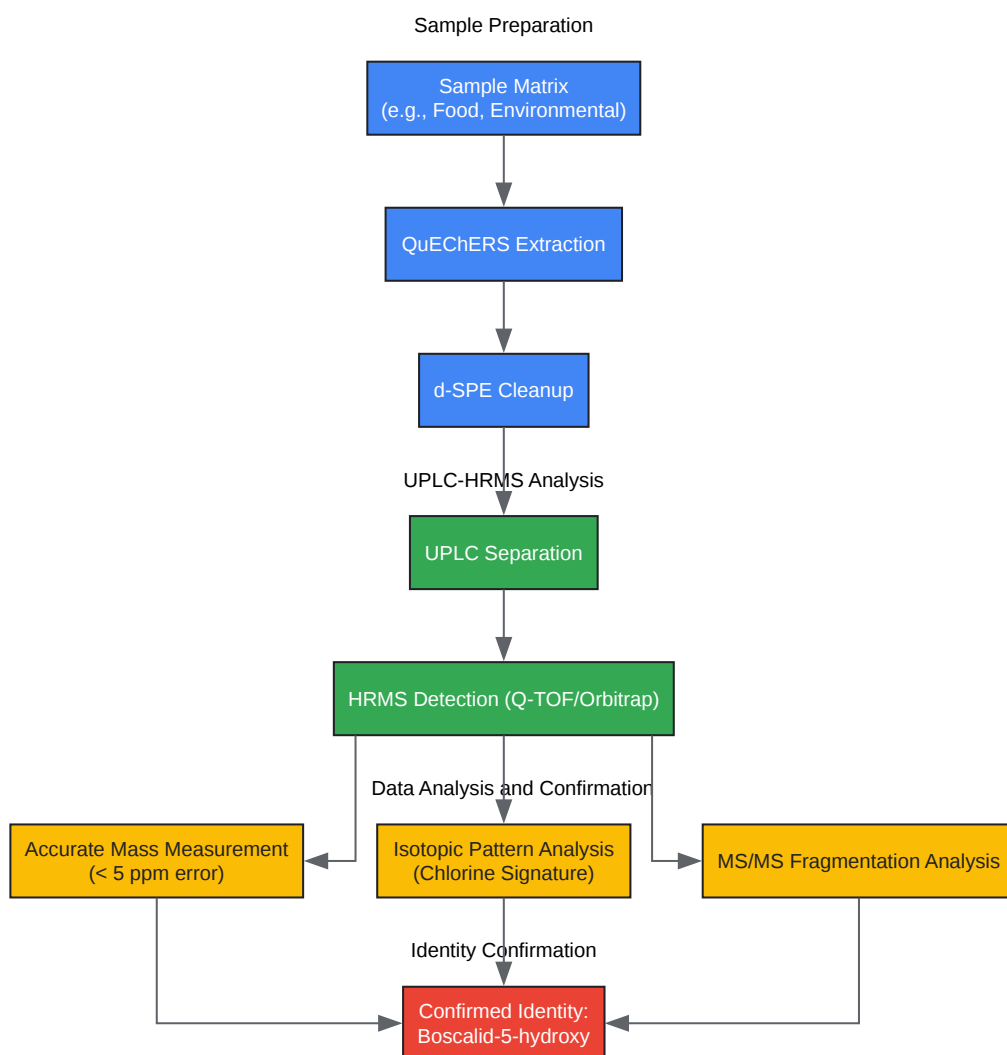 Sample Preparation
Sample Matrix
(e.g., Food, Environmental)
QuEChERS Extraction
d-SPE Cleanup
UPLC-HRMS Analysis
UPLC Separation
HRMS Detection (Q-TOF/Orbitrap)
Data Analysis and Confirmation
Accurate Mass Measurement
(< 5 ppm error)
Isotopic Pattern Analysis
(Chlorine Signature)
MS/MS Fragmentation Analysis
Identity Confirmation
Confirmed Identity:
Boscalid-5-hydroxy